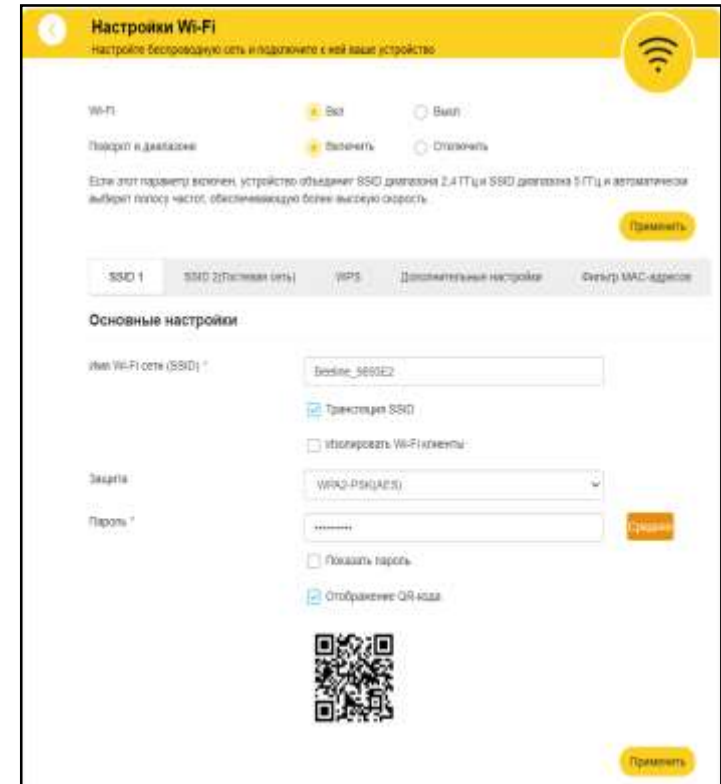 Настройки Wi-Fi
Настройте беспроводную сеть и подключите к ней ваше устройство
Wi-Fi Вкл Выкл
Поворот и диапазоне Включить Отключить
Если этот параметр включен, устройство объединит SSID диапазона 2,4 ГГц и SSID диапазона 5 ГГц и автоматически
выберет полосу частот, обеспечивающую более высокую скорость.
Применить
SSID 1 SSID 2(Гостевая сеть) WPS Дополнительные настройки Фильтр MAC-адресов
Основные настройки
Имя Wi-Fi сети (SSID) *
Трансляция SSID
Изолировать Wi-Fi клиенты
Защита WPA2-PSK(AES)
Пароль * Средний
Показать пароль
Отображение QR-кода
Применить